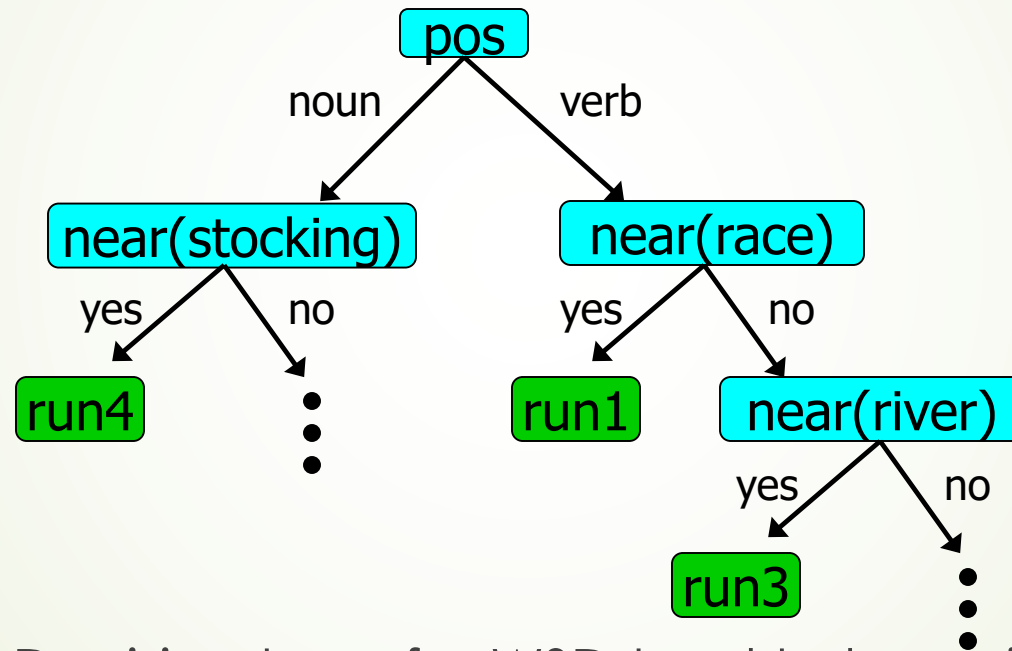 pos
noun verb
near(stocking) near(race)
yes no yes no
run4 run1 near(river)
yes no
run3